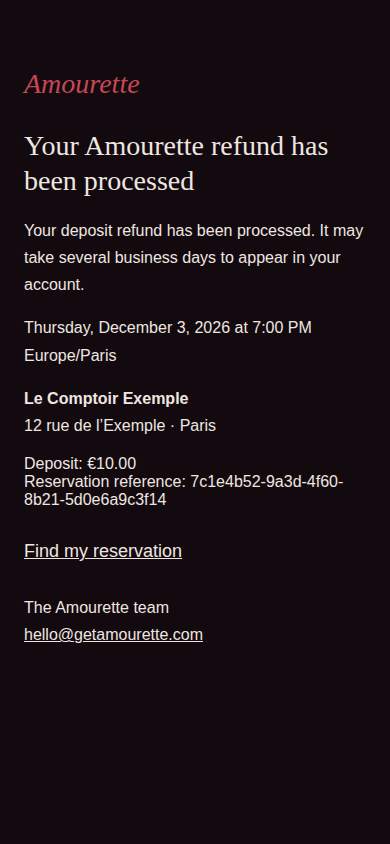 Amourette
Your Amourette refund has
been processed
Your deposit refund has been processed. It may
take several business days to appear in your
account.
Thursday, December 3, 2026 at 7:00 PM
Europe/Paris
Le Comptoir Exemple
12 rue de l’Exemple · Paris
Deposit: €10.00
Reservation reference: 7c1e4b52-9a3d-4f60-
8b21-5d0e6a9c3f14
Find my reservation
The Amourette team
hello@getamourette.com